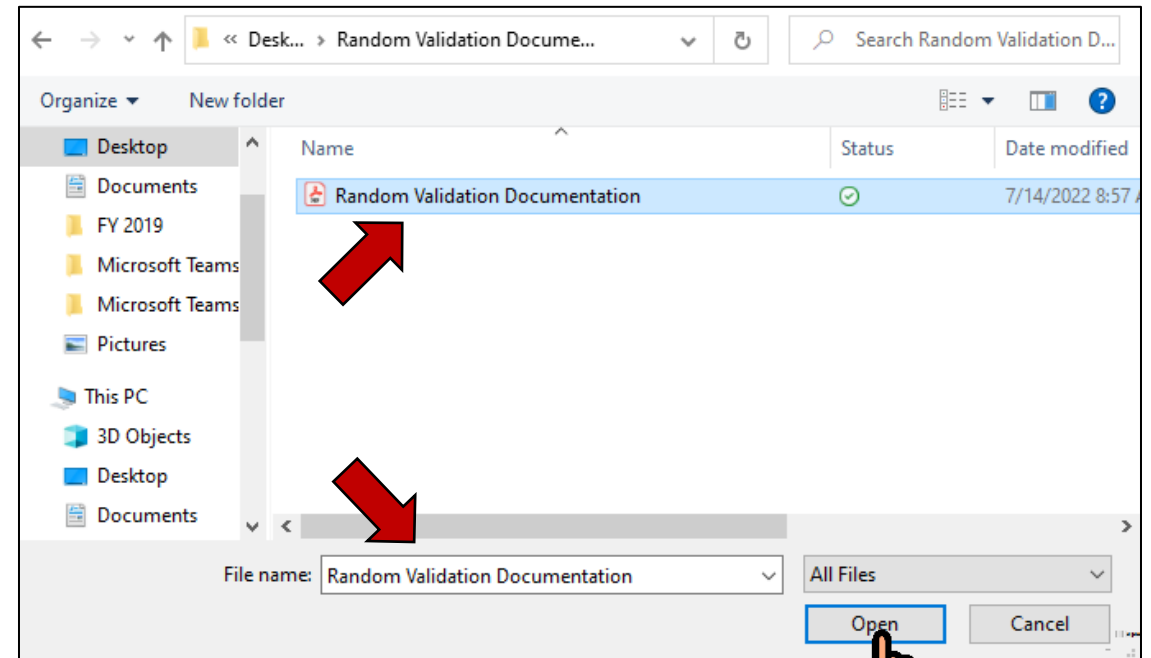 « Desk... › Random Validation Docume...
Search Random Validation D...
Organize New folder
Name Status Date modified
Random Validation Documentation 7/14/2022 8:57
Desktop
Documents
FY 2019
Microsoft Teams
Microsoft Teams
Pictures
This PC
3D Objects
Desktop
Documents
File name: Random Validation Documentation All Files
Open Cancel